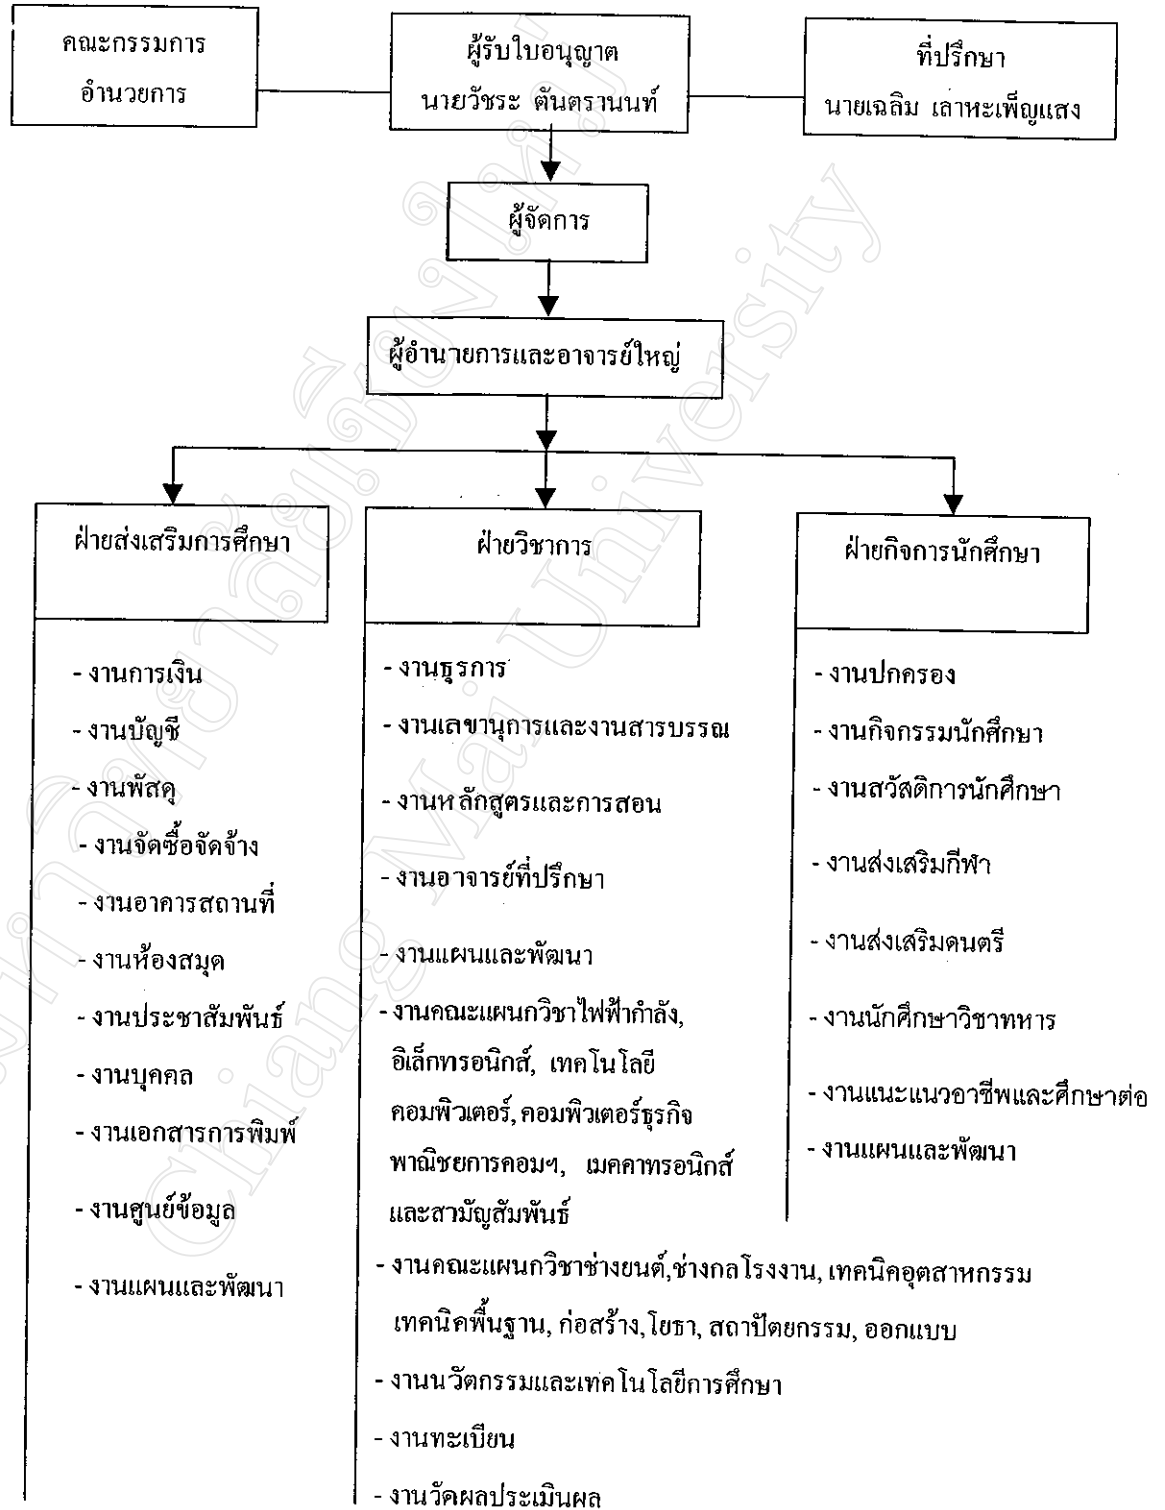 คณะกรรมการ
อำนวยการ
ผู้รับใบอนุญาต
นายวัชระ ตันตรานนท์
ที่ปรึกษา
นายเฉลิม เลาหะเพ็ญแสง
ผู้จัดการ
ผู้อำนายการและอาจารย์ใหญ่
ฝ่ายส่งเสริมการศึกษา
- งานการเงิน
- งานบัญชี
- งานพัสดุ
- งานจัดซื้อจัดจ้าง
- งานอาคารสถานที่
- งานห้องสมุด
- งานประชาสัมพันธ์
- งานบุคคล
- งานเอกสารการพิมพ์
- งานศูนย์ข้อมูล
- งานแผนและพัฒนา
ฝ่ายวิชาการ
- งานธุรการ
- งานเลขานุการและงานสารบรรณ
- งานหลักสูตรและการสอน
- งานอาจารย์ที่ปรึกษา
- งานแผนและพัฒนา
- งานคณะแผนกวิชาไฟฟ้ากำลัง,
อิเล็กทรอนิกส์, เทคโนโลยี
คอมพิวเตอร์, คอมพิวเตอร์ธุรกิจ
พาณิชยการคอมฯ, เมคคาทรอนิกส์
และสามัญสัมพันธ์
- งานคณะแผนกวิชาช่างยนต์,ช่างกลโรงงาน, เทคนิคอุตสาหกรรม
เทคนิคพื้นฐาน, ก่อสร้าง,โยธา, สถาปัตยกรรม, ออกแบบ
- งานนวัตกรรมและเทคโนโลยีการศึกษา
- งานทะเบียน
- งานวัดผลประเมินผล
ฝ่ายกิจการนักศึกษา
- งานปกครอง
- งานกิจกรรมนักศึกษา
- งานสวัสดิการนักศึกษา
- งานส่งเสริมกีฬา
- งานส่งเสริมดนตรี
- งานนักศึกษาวิชาทหาร
- งานแนะแนวอาชีพและศึกษาต่อ
- งานแผนและพัฒนา
มหาวิทยาลัยเชียงใหม่
Chiang Mai University